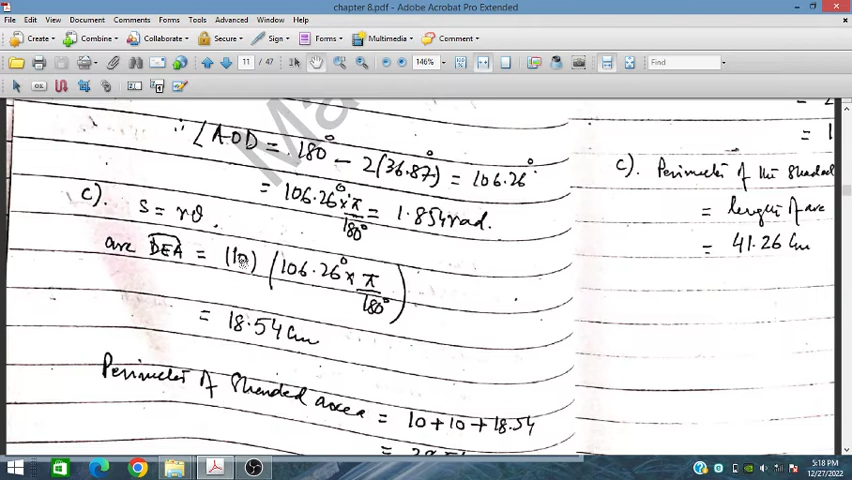 chapter 8.pdf - Adobe Acrobat Pro Extended
File Edit View Document Comments Forms Tools Advanced Window Help
Create Combine Collaborate Secure Sign Forms Multimedia Comment
11 / 47 146% Find
∴ ∠AOD = 180° - 2(36.87) = 106.26°
= 106.26° × π/180° = 1.854 rad.
c). s = rθ.
arc DEA = (10) (106.26° × π/180°)
= 18.54 cm
Perimeter of Shaded area = 10 + 10 + 18.54
= 1
c). Perimeter of the Shaded
= length of arc
= 41.26 cm
5:18 PM
12/27/2022